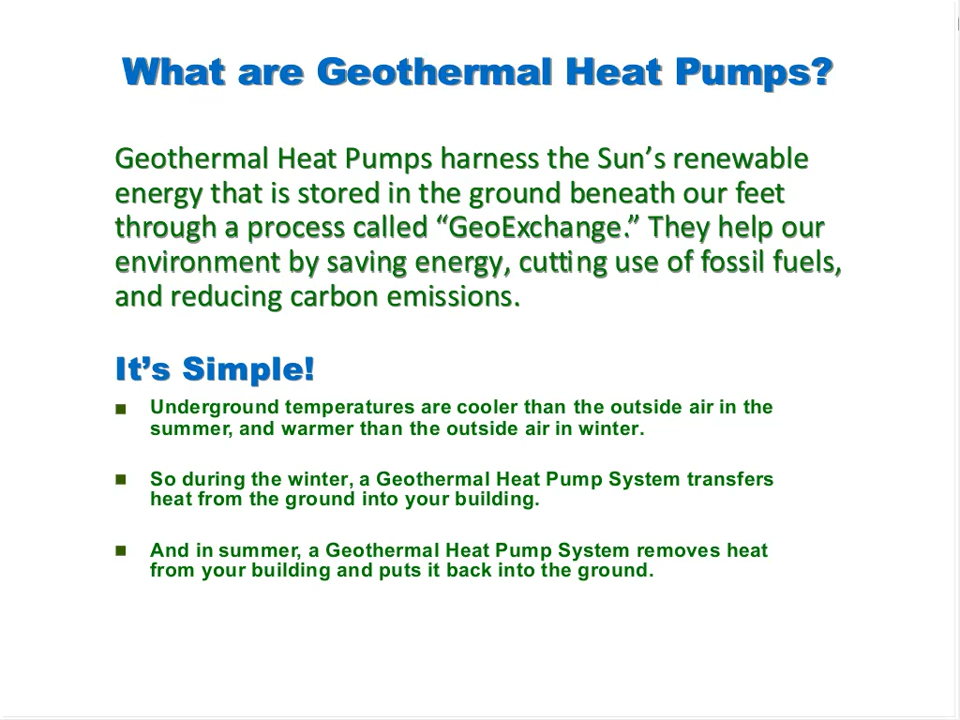 What are Geothermal Heat Pumps?
Geothermal Heat Pumps harness the Sun’s renewable
energy that is stored in the ground beneath our feet
through a process called “GeoExchange.” They help our
environment by saving energy, cutting use of fossil fuels,
and reducing carbon emissions.
It’s Simple!
■ Underground temperatures are cooler than the outside air in the
summer, and warmer than the outside air in winter.
■ So during the winter, a Geothermal Heat Pump System transfers
heat from the ground into your building.
■ And in summer, a Geothermal Heat Pump System removes heat
from your building and puts it back into the ground.